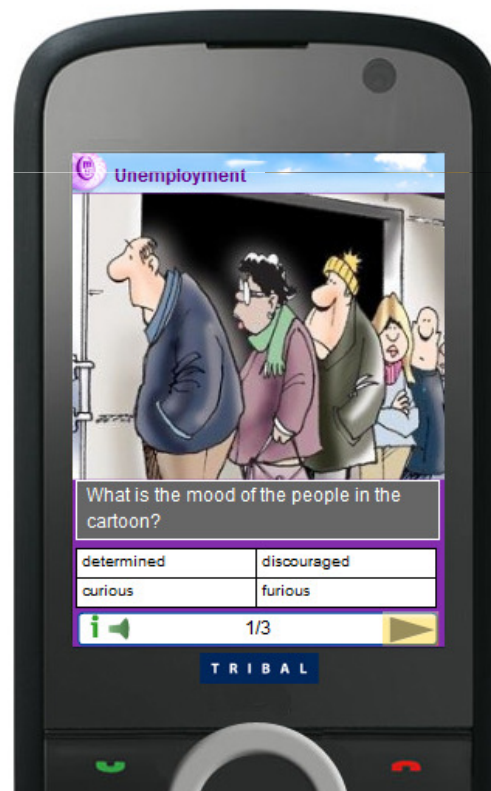 Unemployment
What is the mood of the people in the
cartoon?
determined discouraged
curious furious
i 1/3
TRIBAL